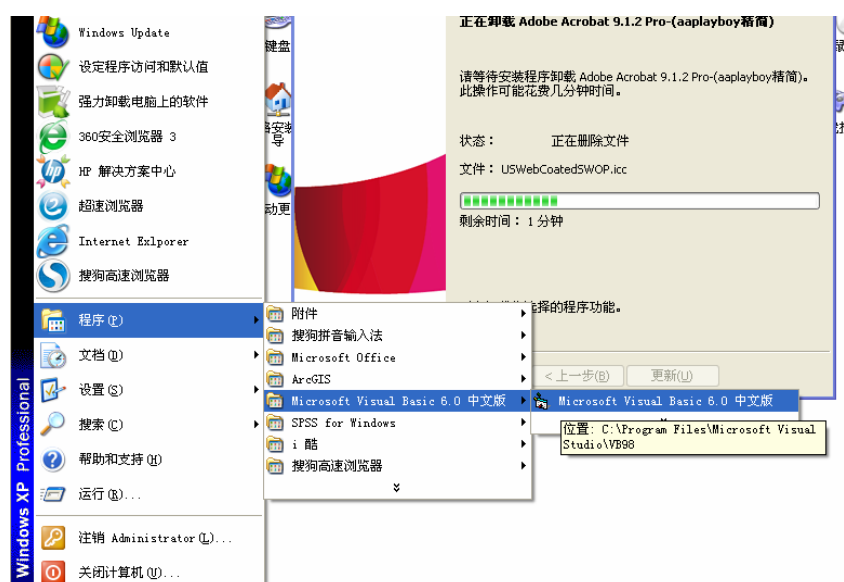 Windows Update
设定程序访问和默认值
强力卸载电脑上的软件
360安全浏览器 3
HP 解决方案中心
超速浏览器
Internet Exlporer
搜狗高速浏览器
程序(P)
文档(D)
设置(S)
搜索(C)
帮助和支持(H)
运行(R)...
注销 Administrator(L)...
关闭计算机(U)...
Windows XP Professional
键盘
导
动更
正在卸载 Adobe Acrobat 9.1.2 Pro-(aaplayboy精简)
请等待安装程序卸载 Adobe Acrobat 9.1.2 Pro-(aaplayboy精简)。
此操作可能花费几分钟时间。
状态： 正在删除文件
文件： USWebCoatedSWOP.icc
剩余时间： 1 分钟
择的程序功能。
<上一步(B)
更新(U)
附件
搜狗拼音输入法
Microsoft Office
ArcGIS
Microsoft Visual Basic 6.0 中文版
SPSS for Windows
i 酷
搜狗高速浏览器
Microsoft Visual Basic 6.0 中文版
位置: C:\Program Files\Microsoft Visual
Studio\VB98